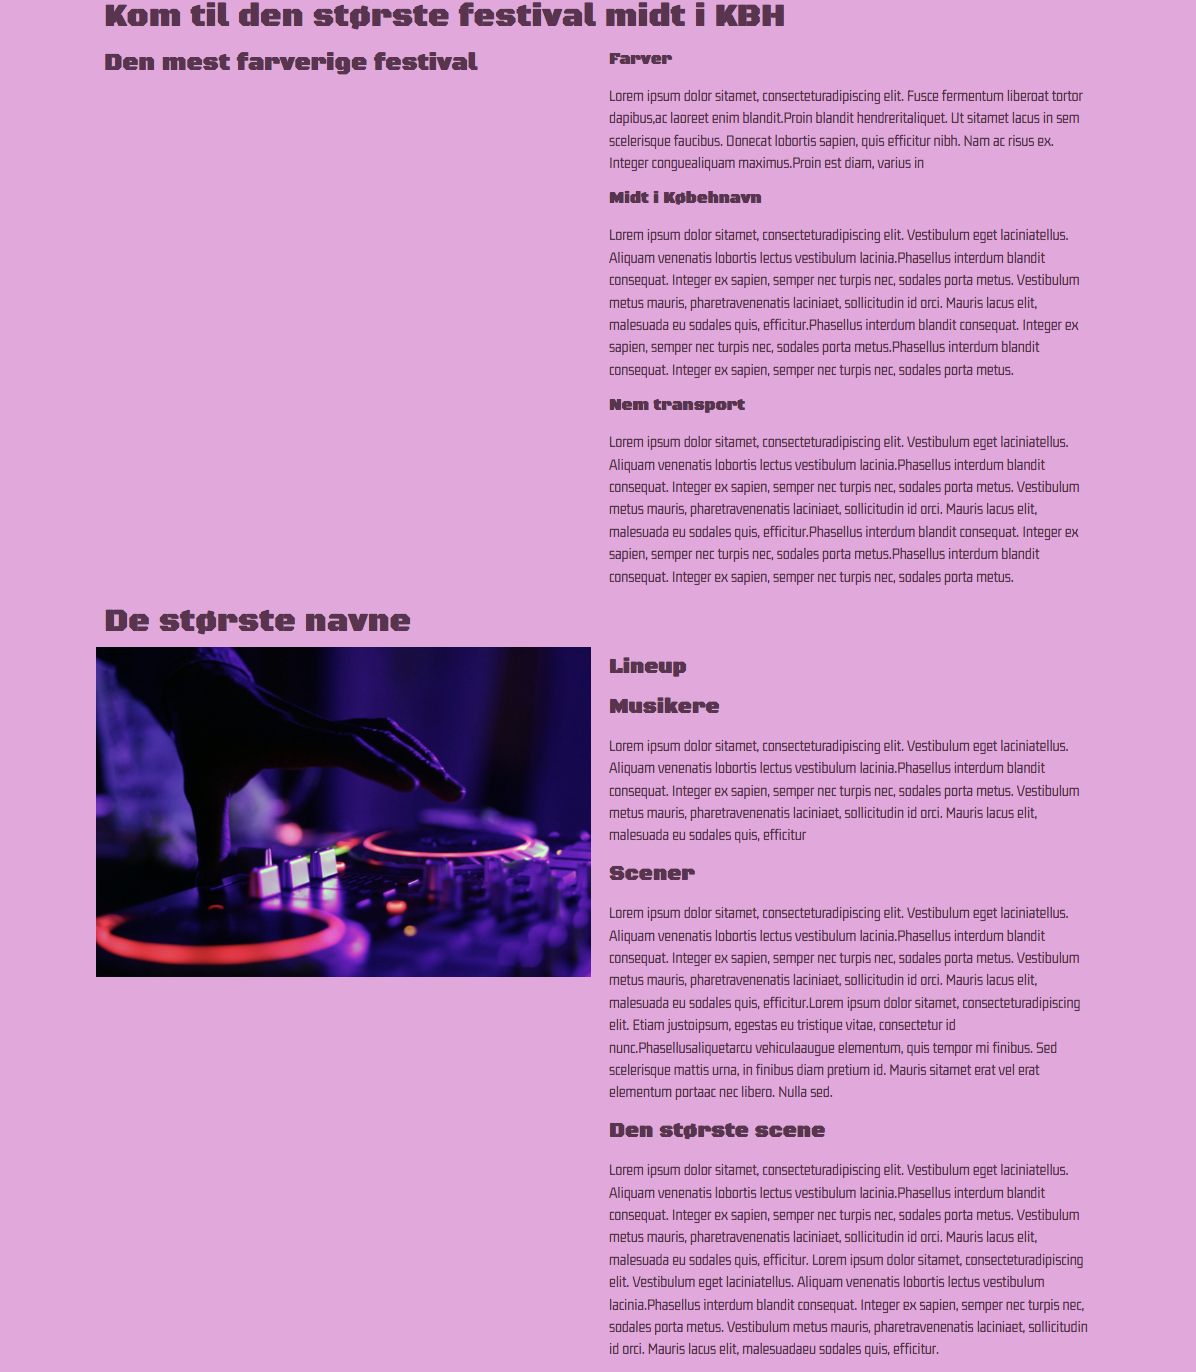 Kom til den største festival midt i KBH
Den mest farverige festival
Farver
Lorem ipsum dolor sitamet, consecteturadipiscing elit. Fusce fermentum liberoat tortor
dapibus,ac laoreet enim blandit.Proin blandit hendreritaliquet. Ut sitamet lacus in sem
scelerisque faucibus. Donecat lobortis sapien, quis efficitur nibh. Nam ac risus ex.
Integer conguealiquam maximus.Proin est diam, varius in
Midt i Købehnavn
Lorem ipsum dolor sitamet, consecteturadipiscing elit. Vestibulum eget laciniatellus.
Aliquam venenatis lobortis lectus vestibulum lacinia.Phasellus interdum blandit
consequat. Integer ex sapien, semper nec turpis nec, sodales porta metus. Vestibulum
metus mauris, pharetravenenatis laciniaet, sollicitudin id orci. Mauris lacus elit,
malesuada eu sodales quis, efficitur.Phasellus interdum blandit consequat. Integer ex
sapien, semper nec turpis nec, sodales porta metus.Phasellus interdum blandit
consequat. Integer ex sapien, semper nec turpis nec, sodales porta metus.
Nem transport
Lorem ipsum dolor sitamet, consecteturadipiscing elit. Vestibulum eget laciniatellus.
Aliquam venenatis lobortis lectus vestibulum lacinia.Phasellus interdum blandit
consequat. Integer ex sapien, semper nec turpis nec, sodales porta metus. Vestibulum
metus mauris, pharetravenenatis laciniaet, sollicitudin id orci. Mauris lacus elit,
malesuada eu sodales quis, efficitur.Phasellus interdum blandit consequat. Integer ex
sapien, semper nec turpis nec, sodales porta metus.Phasellus interdum blandit
consequat. Integer ex sapien, semper nec turpis nec, sodales porta metus.
De største navne
Lineup
Musikere
Lorem ipsum dolor sitamet, consecteturadipiscing elit. Vestibulum eget laciniatellus.
Aliquam venenatis lobortis lectus vestibulum lacinia.Phasellus interdum blandit
consequat. Integer ex sapien, semper nec turpis nec, sodales porta metus. Vestibulum
metus mauris, pharetravenenatis laciniaet, sollicitudin id orci. Mauris lacus elit,
malesuada eu sodales quis, efficitur
Scener
Lorem ipsum dolor sitamet, consecteturadipiscing elit. Vestibulum eget laciniatellus.
Aliquam venenatis lobortis lectus vestibulum lacinia.Phasellus interdum blandit
consequat. Integer ex sapien, semper nec turpis nec, sodales porta metus. Vestibulum
metus mauris, pharetravenenatis laciniaet, sollicitudin id orci. Mauris lacus elit,
malesuada eu sodales quis, efficitur.Lorem ipsum dolor sitamet, consecteturadipiscing
elit. Etiam justoipsum, egestas eu tristique vitae, consectetur id
nunc.Phasellusaliquetarcu vehiculaaugue elementum, quis tempor mi finibus. Sed
scelerisque mattis urna, in finibus diam pretium id. Mauris sitamet erat vel erat
elementum portaac nec libero. Nulla sed.
Den største scene
Lorem ipsum dolor sitamet, consecteturadipiscing elit. Vestibulum eget laciniatellus.
Aliquam venenatis lobortis lectus vestibulum lacinia.Phasellus interdum blandit
consequat. Integer ex sapien, semper nec turpis nec, sodales porta metus. Vestibulum
metus mauris, pharetravenenatis laciniaet, sollicitudin id orci. Mauris lacus elit,
malesuada eu sodales quis, efficitur. Lorem ipsum dolor sitamet, consecteturadipiscing
elit. Vestibulum eget laciniatellus. Aliquam venenatis lobortis lectus vestibulum
lacinia.Phasellus interdum blandit consequat. Integer ex sapien, semper nec turpis nec,
sodales porta metus. Vestibulum metus mauris, pharetravenenatis laciniaet, sollicitudin
id orci. Mauris lacus elit, malesuadaeu sodales quis, efficitur.